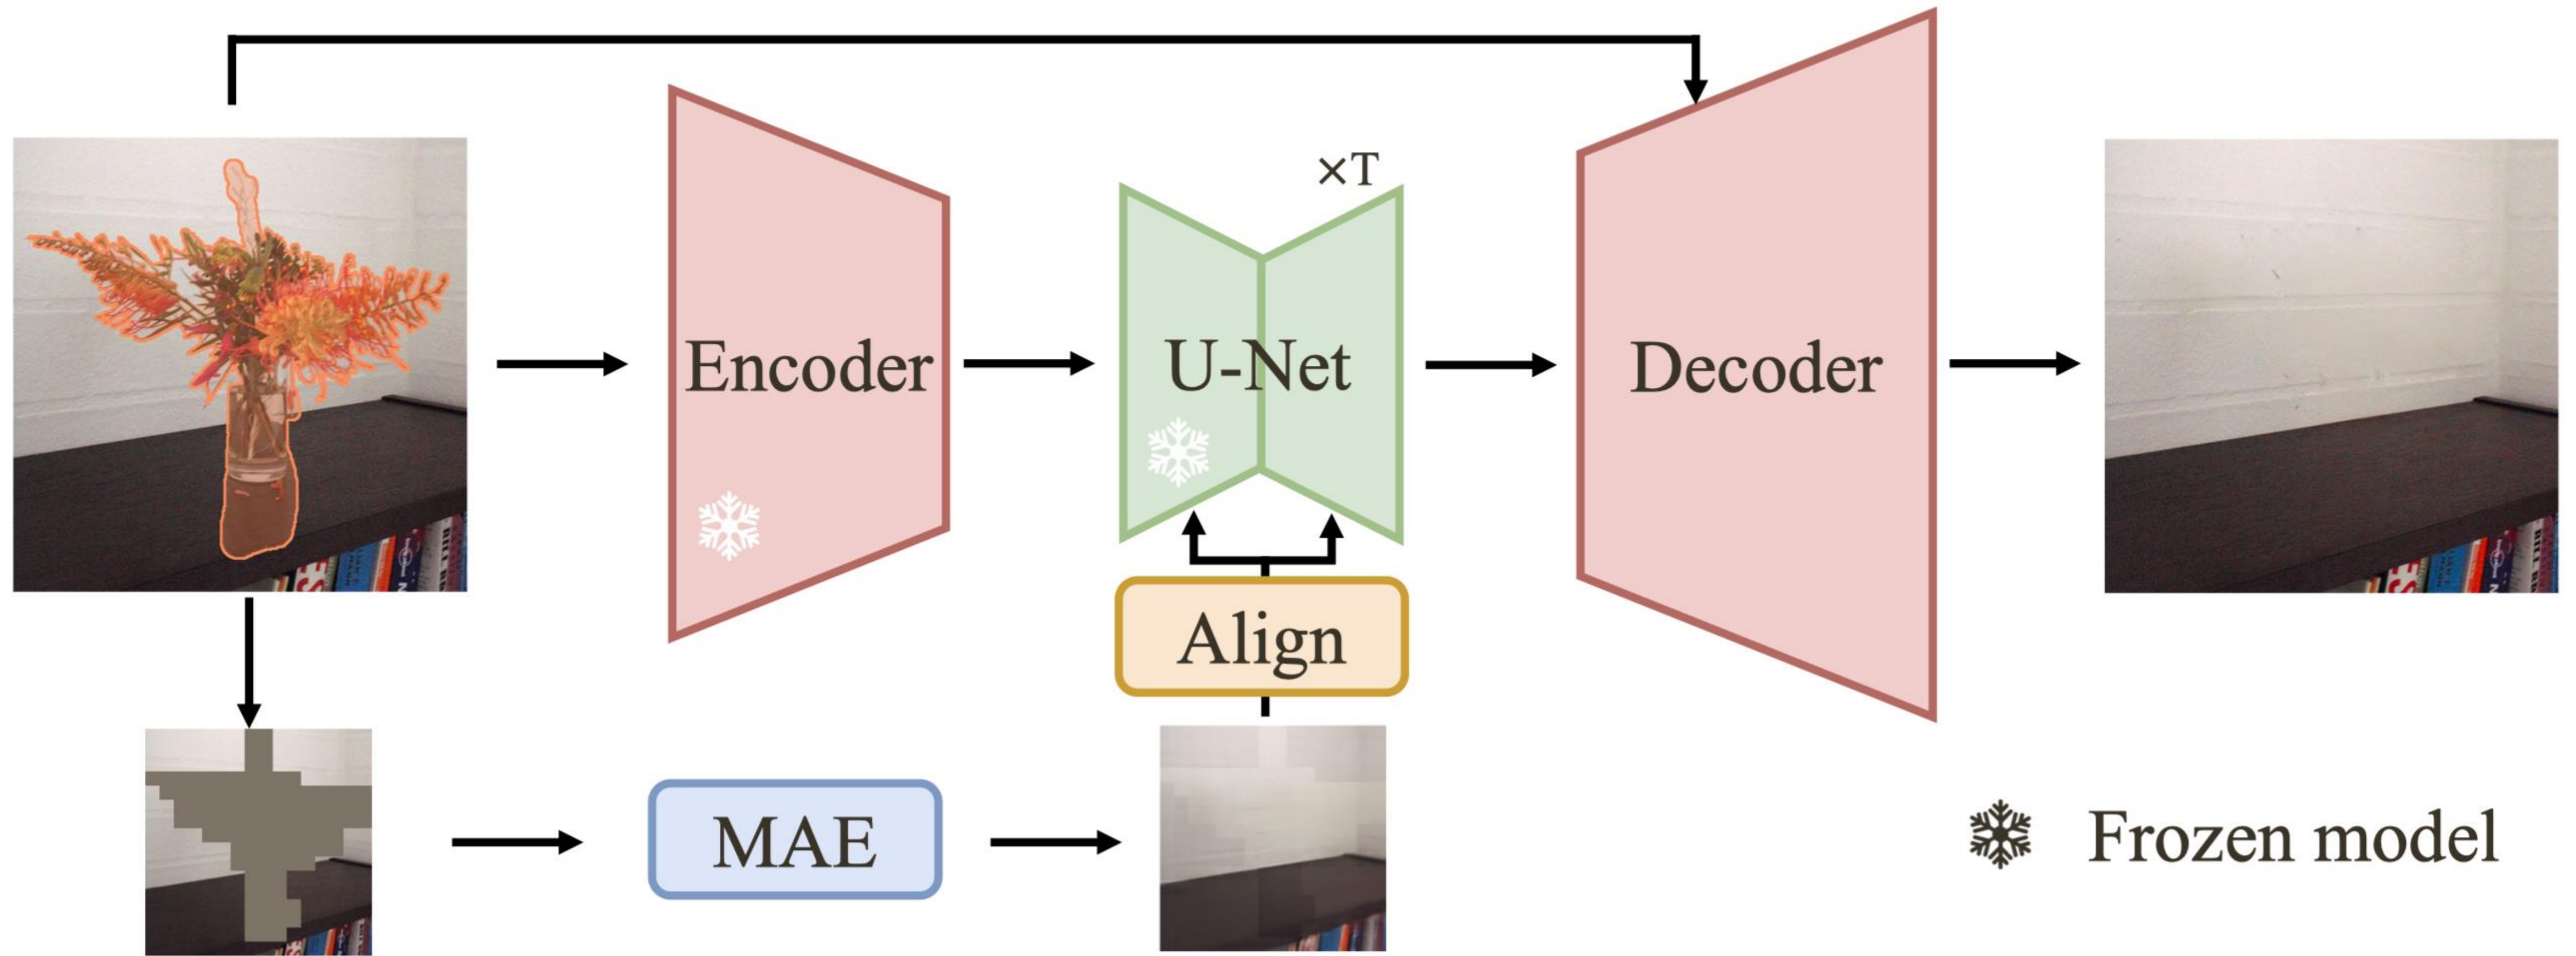 ×T
Encoder
U-Net
Decoder
Align
MAE
Frozen model